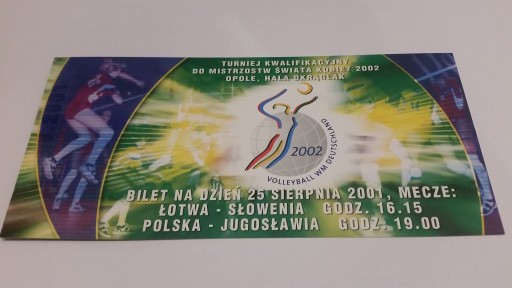 TURNIEJ KWALIFIKACYJNY
DO MISTRZOSTW ŚWIATA KOBIET 2002
OPOLE, HALA OKRĄGLAK
2002
VOLLEYBALL WM DEUTSCHLAND
BILET NA DZIEŃ 25 SIERPNIA 2001, MECZE:
ŁOTWA - SŁOWENIA GODZ. 16.15
POLSKA - JUGOSŁAWIA GODZ. 19.00